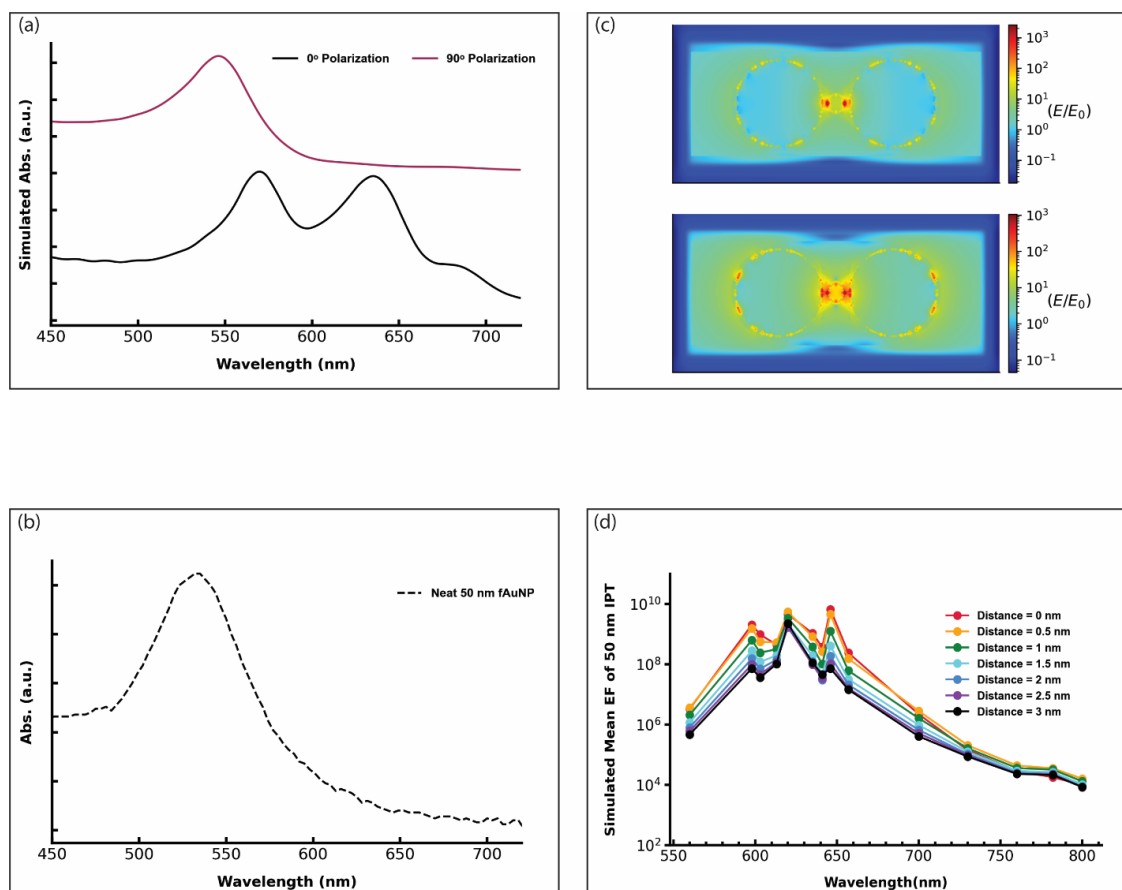 (a)
0° Polarization
90° Polarization
Simulated Abs. (a.u.)
450 500 550 600 650 700
Wavelength (nm)
(c)
10³
10²
10¹
10⁰
10⁻¹
(E/E₀)
10³
10²
10¹
10⁰
10⁻¹
(E/E₀)
(b)
Neat 50 nm fAuNP
Abs. (a.u.)
450 500 550 600 650 700
Wavelength (nm)
(d)
Simulated Mean EF of 50 nm IPT
10¹⁰
10⁸
10⁶
10⁴
10²
Distance = 0 nm
Distance = 0.5 nm
Distance = 1 nm
Distance = 1.5 nm
Distance = 2 nm
Distance = 2.5 nm
Distance = 3 nm
550 600 650 700 750 800
Wavelength(nm)